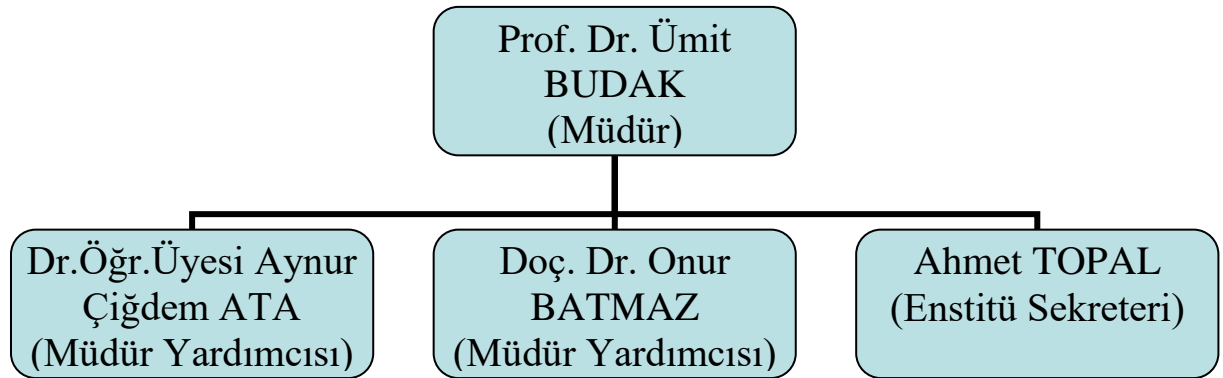 Prof. Dr. Ümit
BUDAK
(Müdür)
Dr.Öğr.Üyesi Aynur
Çiğdem ATA
(Müdür Yardımcısı)
Doç. Dr. Onur
BATMAZ
(Müdür Yardımcısı)
Ahmet TOPAL
(Enstitü Sekreteri)